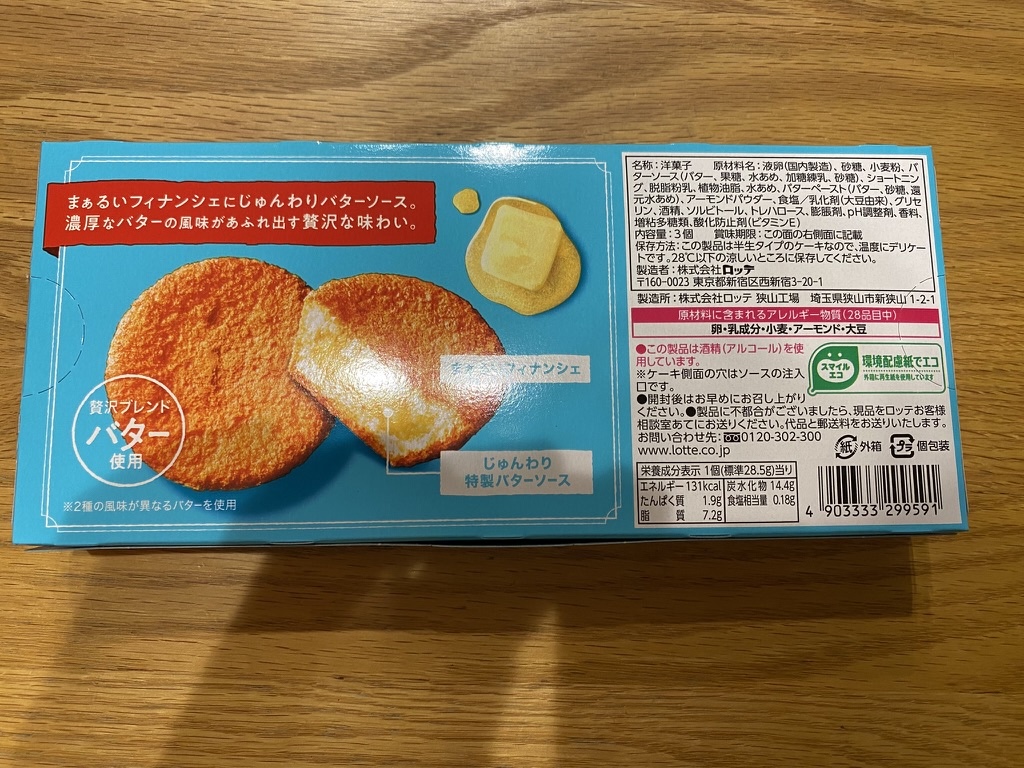 まぁるいフィナンシェにじゅんわりバターソース。
濃厚なバターの風味があふれ出す贅沢な味わい。
贅沢ブレンド
バター
使用
※2種の風味が異なるバターを使用
まぁるいフィナンシェ
じゅんわり
特製バターソース
名称：洋菓子　原材料名：液卵(国内製造)、砂糖、小麦粉、バ
ターソース(バター、果糖、水あめ、加糖練乳、砂糖)、ショートニン
グ、脱脂粉乳、植物油脂、水あめ、バターペースト(バター、砂糖、還
元水あめ)、アーモンドパウダー、食塩／乳化剤(大豆由来)、グリセ
リン、酒精、ソルビトール、トレハロース、膨脹剤、pH調整剤、香料、
増粘多糖類、酸化防止剤(ビタミンE)
内容量：3個　賞味期限：この面の右側面に記載
保存方法：この製品は半生タイプのケーキなので、温度にデリケー
トです。28℃以下の涼しいところに保存してください。
製造者：株式会社ロッテ
〒160-0023 東京都新宿区西新宿3-20-1
製造所：株式会社ロッテ 狭山工場　埼玉県狭山市新狭山1-2-1
原材料に含まれるアレルギー物質(28品目中)
卵・乳成分・小麦・アーモンド・大豆
●この製品は酒精(アルコール)を使
用しています。
※ケーキ側面の穴はソースの注入
口です。
●開封後はお早めにお召し上がり
ください。●製品に不都合がございましたら、現品をロッテお客様
相談室あてにお送りください。代品と郵送料をお送りいたします。
お問い合わせ先：0120-302-300
www.lotte.co.jp
スマイル
エコ
環境配慮紙でエコ
外箱に再生紙を使用しています
紙 外箱 プラ 個包装
栄養成分表示 1個(標準28.5g)当り
エネルギー 131kcal 炭水化物 14.4g
たんぱく質 1.9g 食塩相当量 0.18g
脂質 7.2g
4 903333 299591